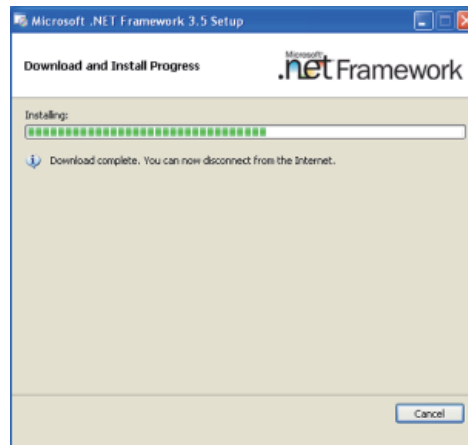 Microsoft .NET Framework 3.5 Setup
Download and Install Progress
Microsoft
.net Framework
Installing:
Download complete. You can now disconnect from the Internet.
Cancel